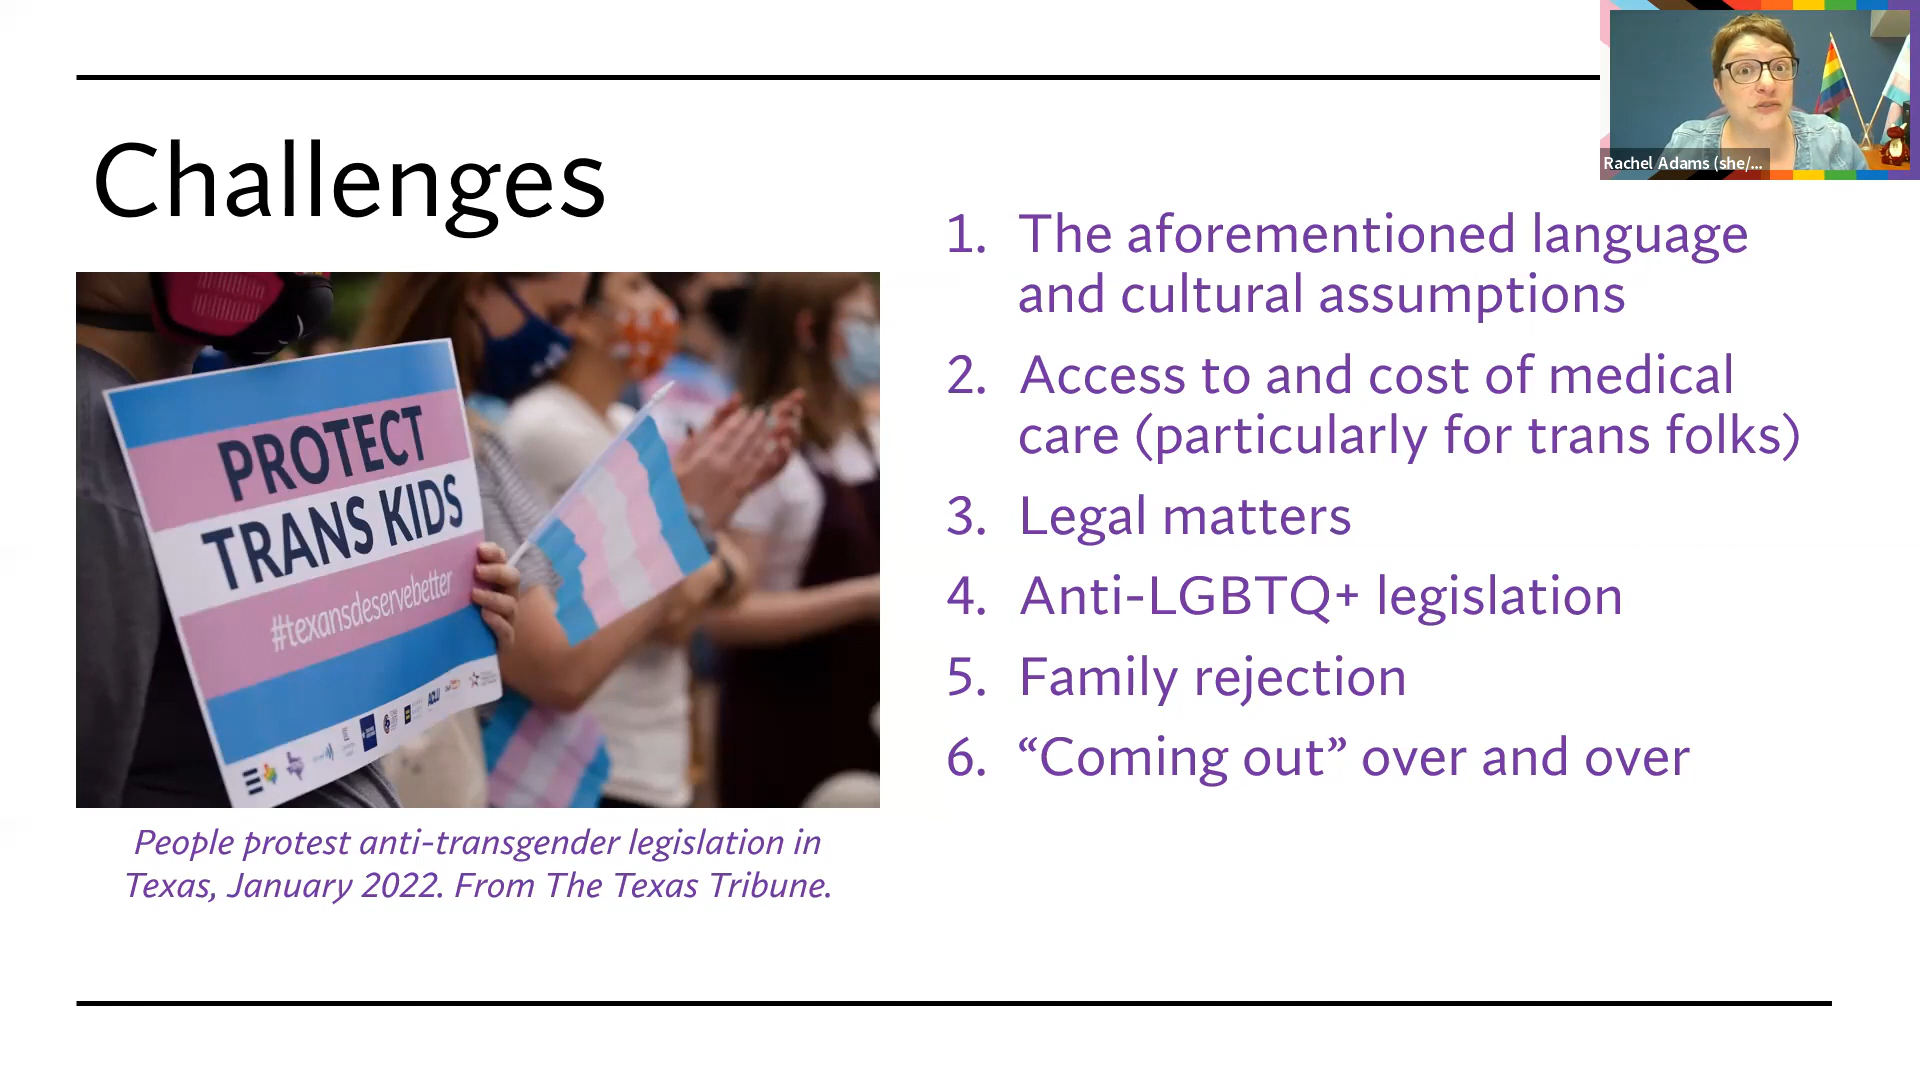 Challenges
Rachel Adams (she/...
PROTECT
TRANS KIDS
#texansdeservebetter
ACLU
People protest anti-transgender legislation in
Texas, January 2022. From The Texas Tribune.
1. The aforementioned language
and cultural assumptions
2. Access to and cost of medical
care (particularly for trans folks)
3. Legal matters
4. Anti-LGBTQ+ legislation
5. Family rejection
6. “Coming out” over and over